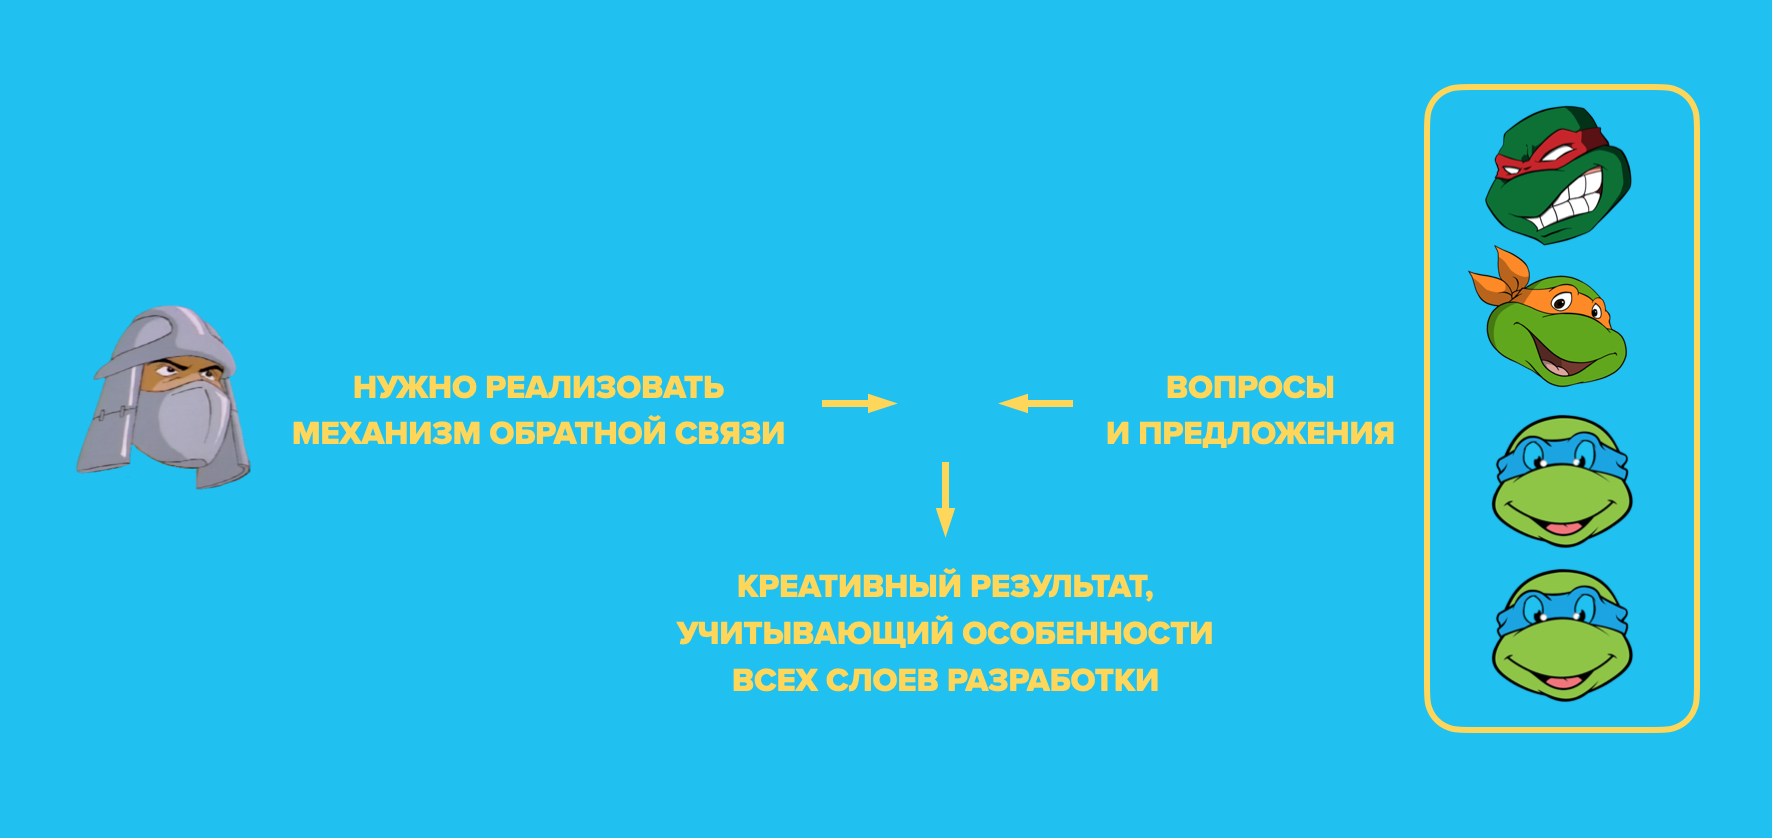 НУЖНО РЕАЛИЗОВАТЬ
МЕХАНИЗМ ОБРАТНОЙ СВЯЗИ
ВОПРОСЫ
И ПРЕДЛОЖЕНИЯ
КРЕАТИВНЫЙ РЕЗУЛЬТАТ,
УЧИТЫВАЮЩИЙ ОСОБЕННОСТИ
ВСЕХ СЛОЕВ РАЗРАБОТКИ